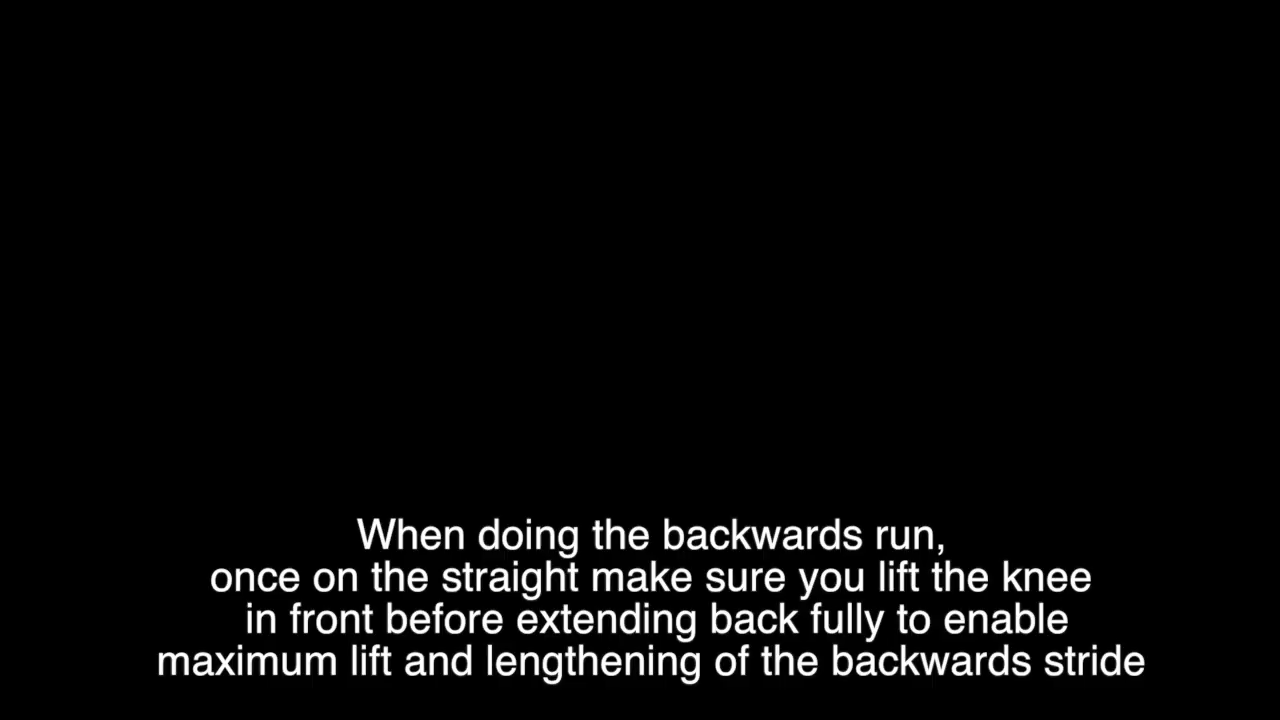 When doing the backwards run,
once on the straight make sure you lift the knee
in front before extending back fully to enable
maximum lift and lengthening of the backwards stride